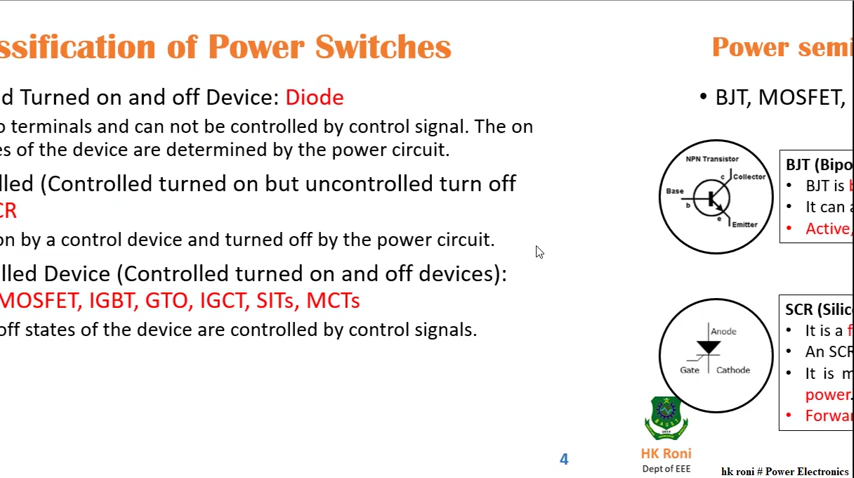 ssification of Power Switches
d Turned on and off Device: Diode
o terminals and can not be controlled by control signal. The on
es of the device are determined by the power circuit.
lled (Controlled turned on but uncontrolled turn off
CR
on by a control device and turned off by the power circuit.
lled Device (Controlled turned on and off devices):
MOSFET, IGBT, GTO, IGCT, SITs, MCTs
off states of the device are controlled by control signals.
4
Power semi
• BJT, MOSFET,
NPN Transistor
c
Collector
Base
b
e
Emitter
BJT (Bipo
• BJT is b
• It can a
• Active,
Anode
Gate
Cathode
SCR (Silic
• It is a f
• An SCR
• It is m
power.
• Forwar
HK Roni
Dept of EEE
hk roni # Power Electronics